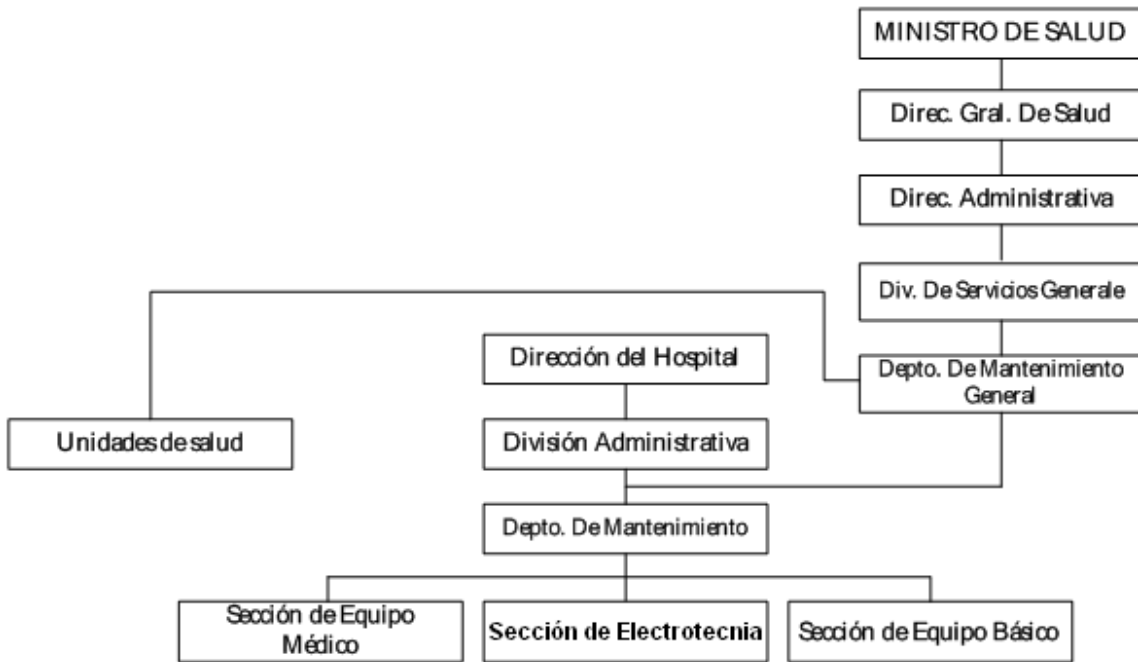 MINISTRO DE SALUD
Direc. Gral. De Salud
Direc. Administrativa
Div. De Servicios Generale
Dirección del Hospital
Depto. De Mantenimiento
General
Unidades de salud
División Administrativa
Depto. De Mantenimiento
Sección de Equipo
Médico
Sección de Electrotecnia
Sección de Equipo Básico